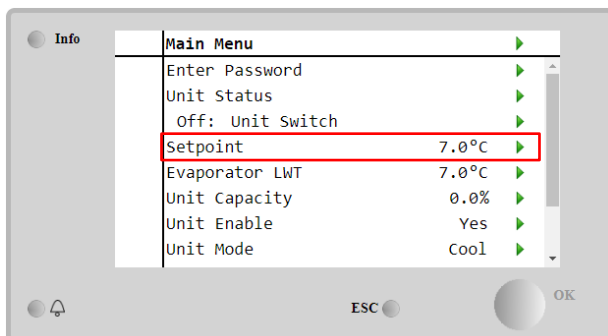 Info
Main Menu
Enter Password
Unit Status
Off: Unit Switch
Setpoint 7.0°C
Evaporator LWT 7.0°C
Unit Capacity 0.0%
Unit Enable Yes
Unit Mode Cool
ESC
OK